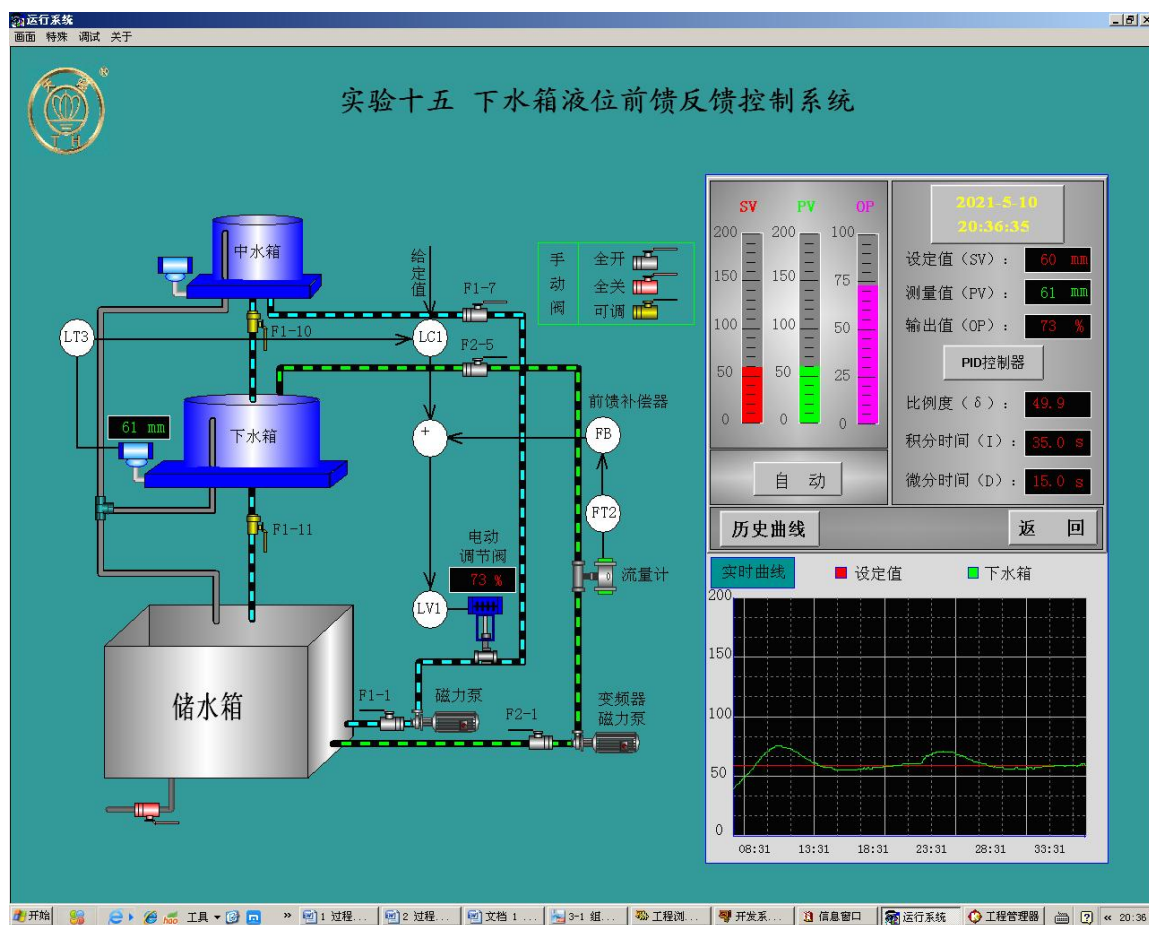 运行系统
画面 特殊 调试 关于
®
T H
实验十五 下水箱液位前馈反馈控制系统
中水箱
给定值
F1-7
手动阀
全开
全关
可调
LT3
F1-10
LC1
F2-5
61 mm
下水箱
+
前馈补偿器
FB
F1-11
FT2
电动
调节阀
73 %
流量计
LV1
储水箱
F1-1
磁力泵
F2-1
变频器
磁力泵
SV PV OP
200 200 100
150 150 75
100 100 50
50 50 25
0 0 0
自 动
2021-5-10
20:36:35
设定值(SV): 60 mm
测量值(PV): 61 mm
输出值(OP): 73 %
PID控制器
比例度(δ): 49.9
积分时间(I): 35.0 s
微分时间(D): 15.0 s
历史曲线
返 回
实时曲线 设定值 下水箱
200
150
100
50
0
08:31 13:31 18:31 23:31 28:31 33:31
开始 工具 » 1 过程... 2 过程... 文档 1 ... 3-1 组... 工程浏... 开发系... 信息窗口 运行系统 工程管理器 « 20:36